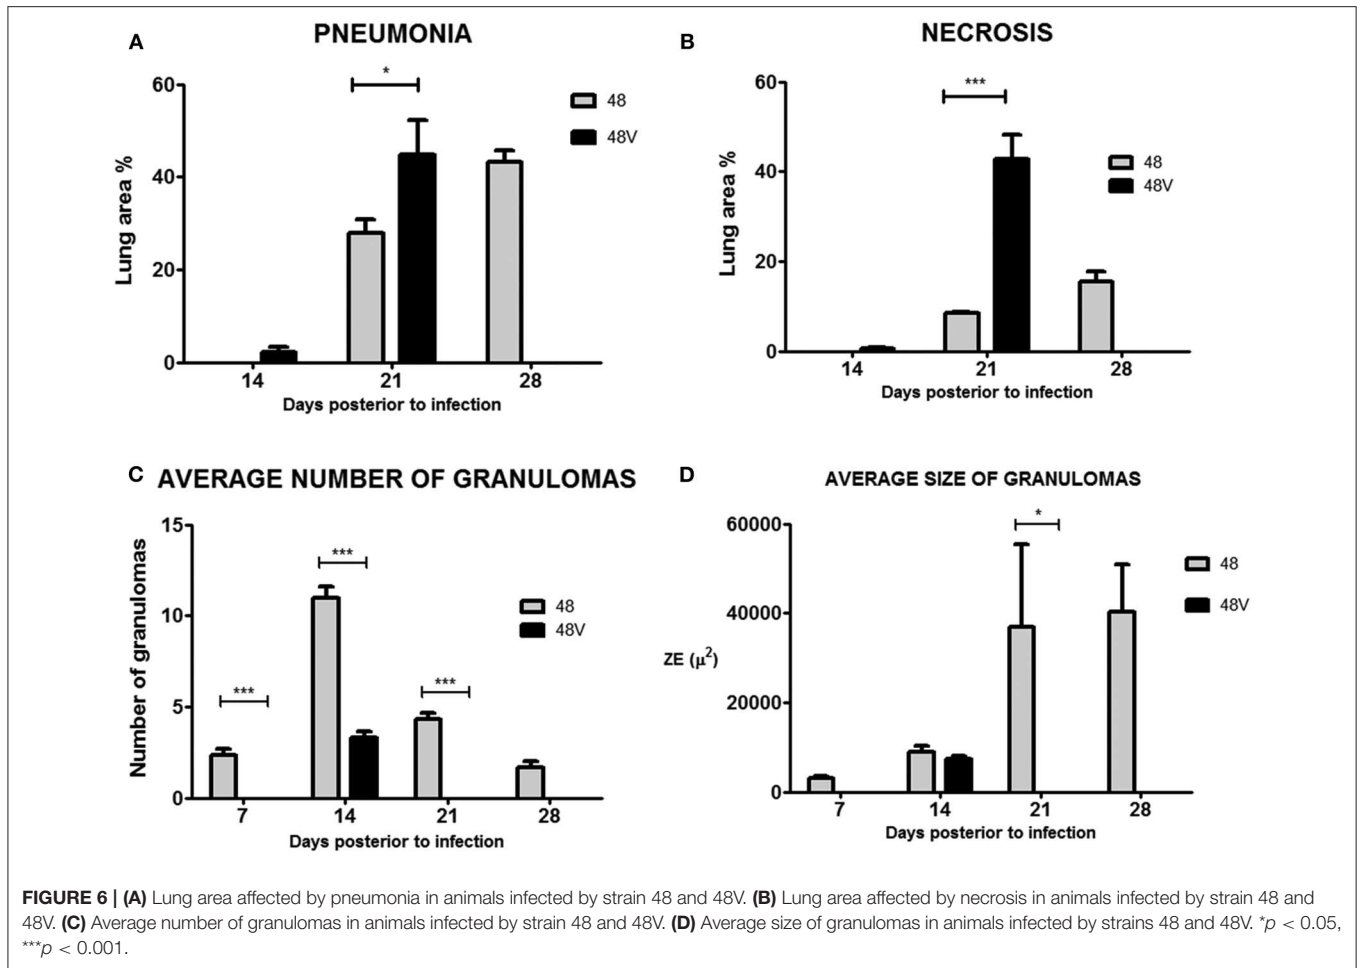 A
PNEUMONIA
*
60
40
20
0
Lung area %
48
48V
14
21
28
Days posterior to infection
B
NECROSIS
***
60
40
20
0
Lung area %
48
48V
14
21
28
Days posterior to infection
C
AVERAGE NUMBER OF GRANULOMAS
15
10
5
0
Number of granulomas
***
***
***
48
48V
7
14
21
28
Days posterior to infection
D
AVERAGE SIZE OF GRANULOMAS
*
60000
40000
20000
0
ZE (µ²)
48
48V
7
14
21
28
Days posterior to infection
FIGURE 6 | (A) Lung area affected by pneumonia in animals infected by strain 48 and 48V. (B) Lung area affected by necrosis in animals infected by strain 48 and
48V. (C) Average number of granulomas in animals infected by strain 48 and 48V. (D) Average size of granulomas in animals infected by strains 48 and 48V. *p < 0.05,
***p < 0.001.